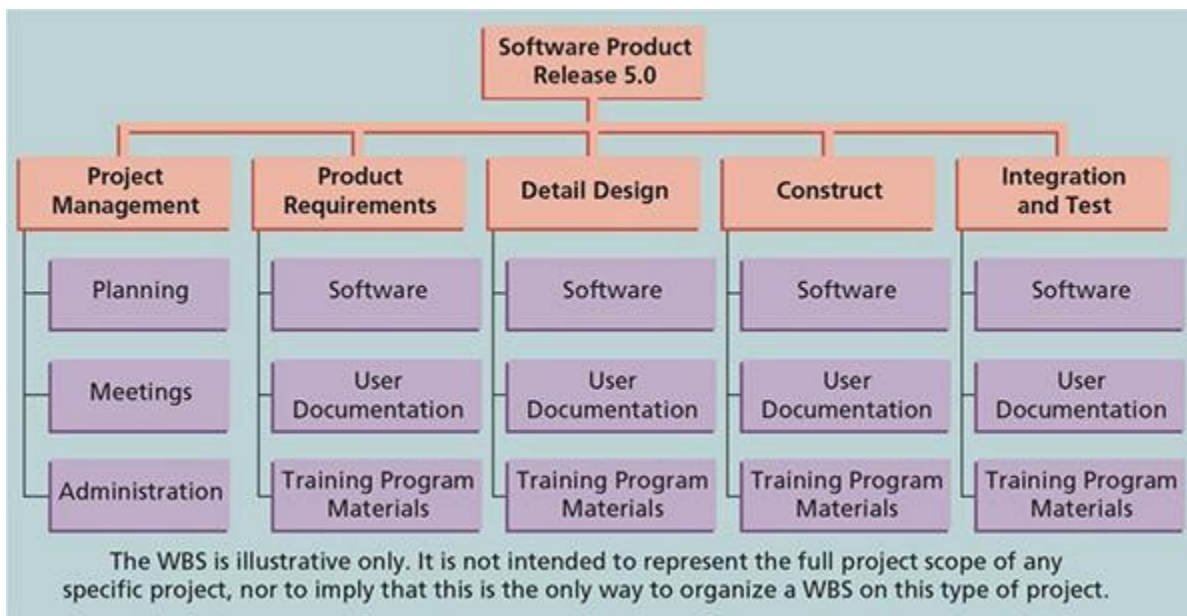 Software Product
Release 5.0
Project
Management
Product
Requirements
Detail Design
Construct
Integration
and Test
Planning
Software
Software
Software
Software
Meetings
User
Documentation
User
Documentation
User
Documentation
User
Documentation
Administration
Training Program
Materials
Training Program
Materials
Training Program
Materials
Training Program
Materials
The WBS is illustrative only. It is not intended to represent the full project scope of any
specific project, nor to imply that this is the only way to organize a WBS on this type of project.